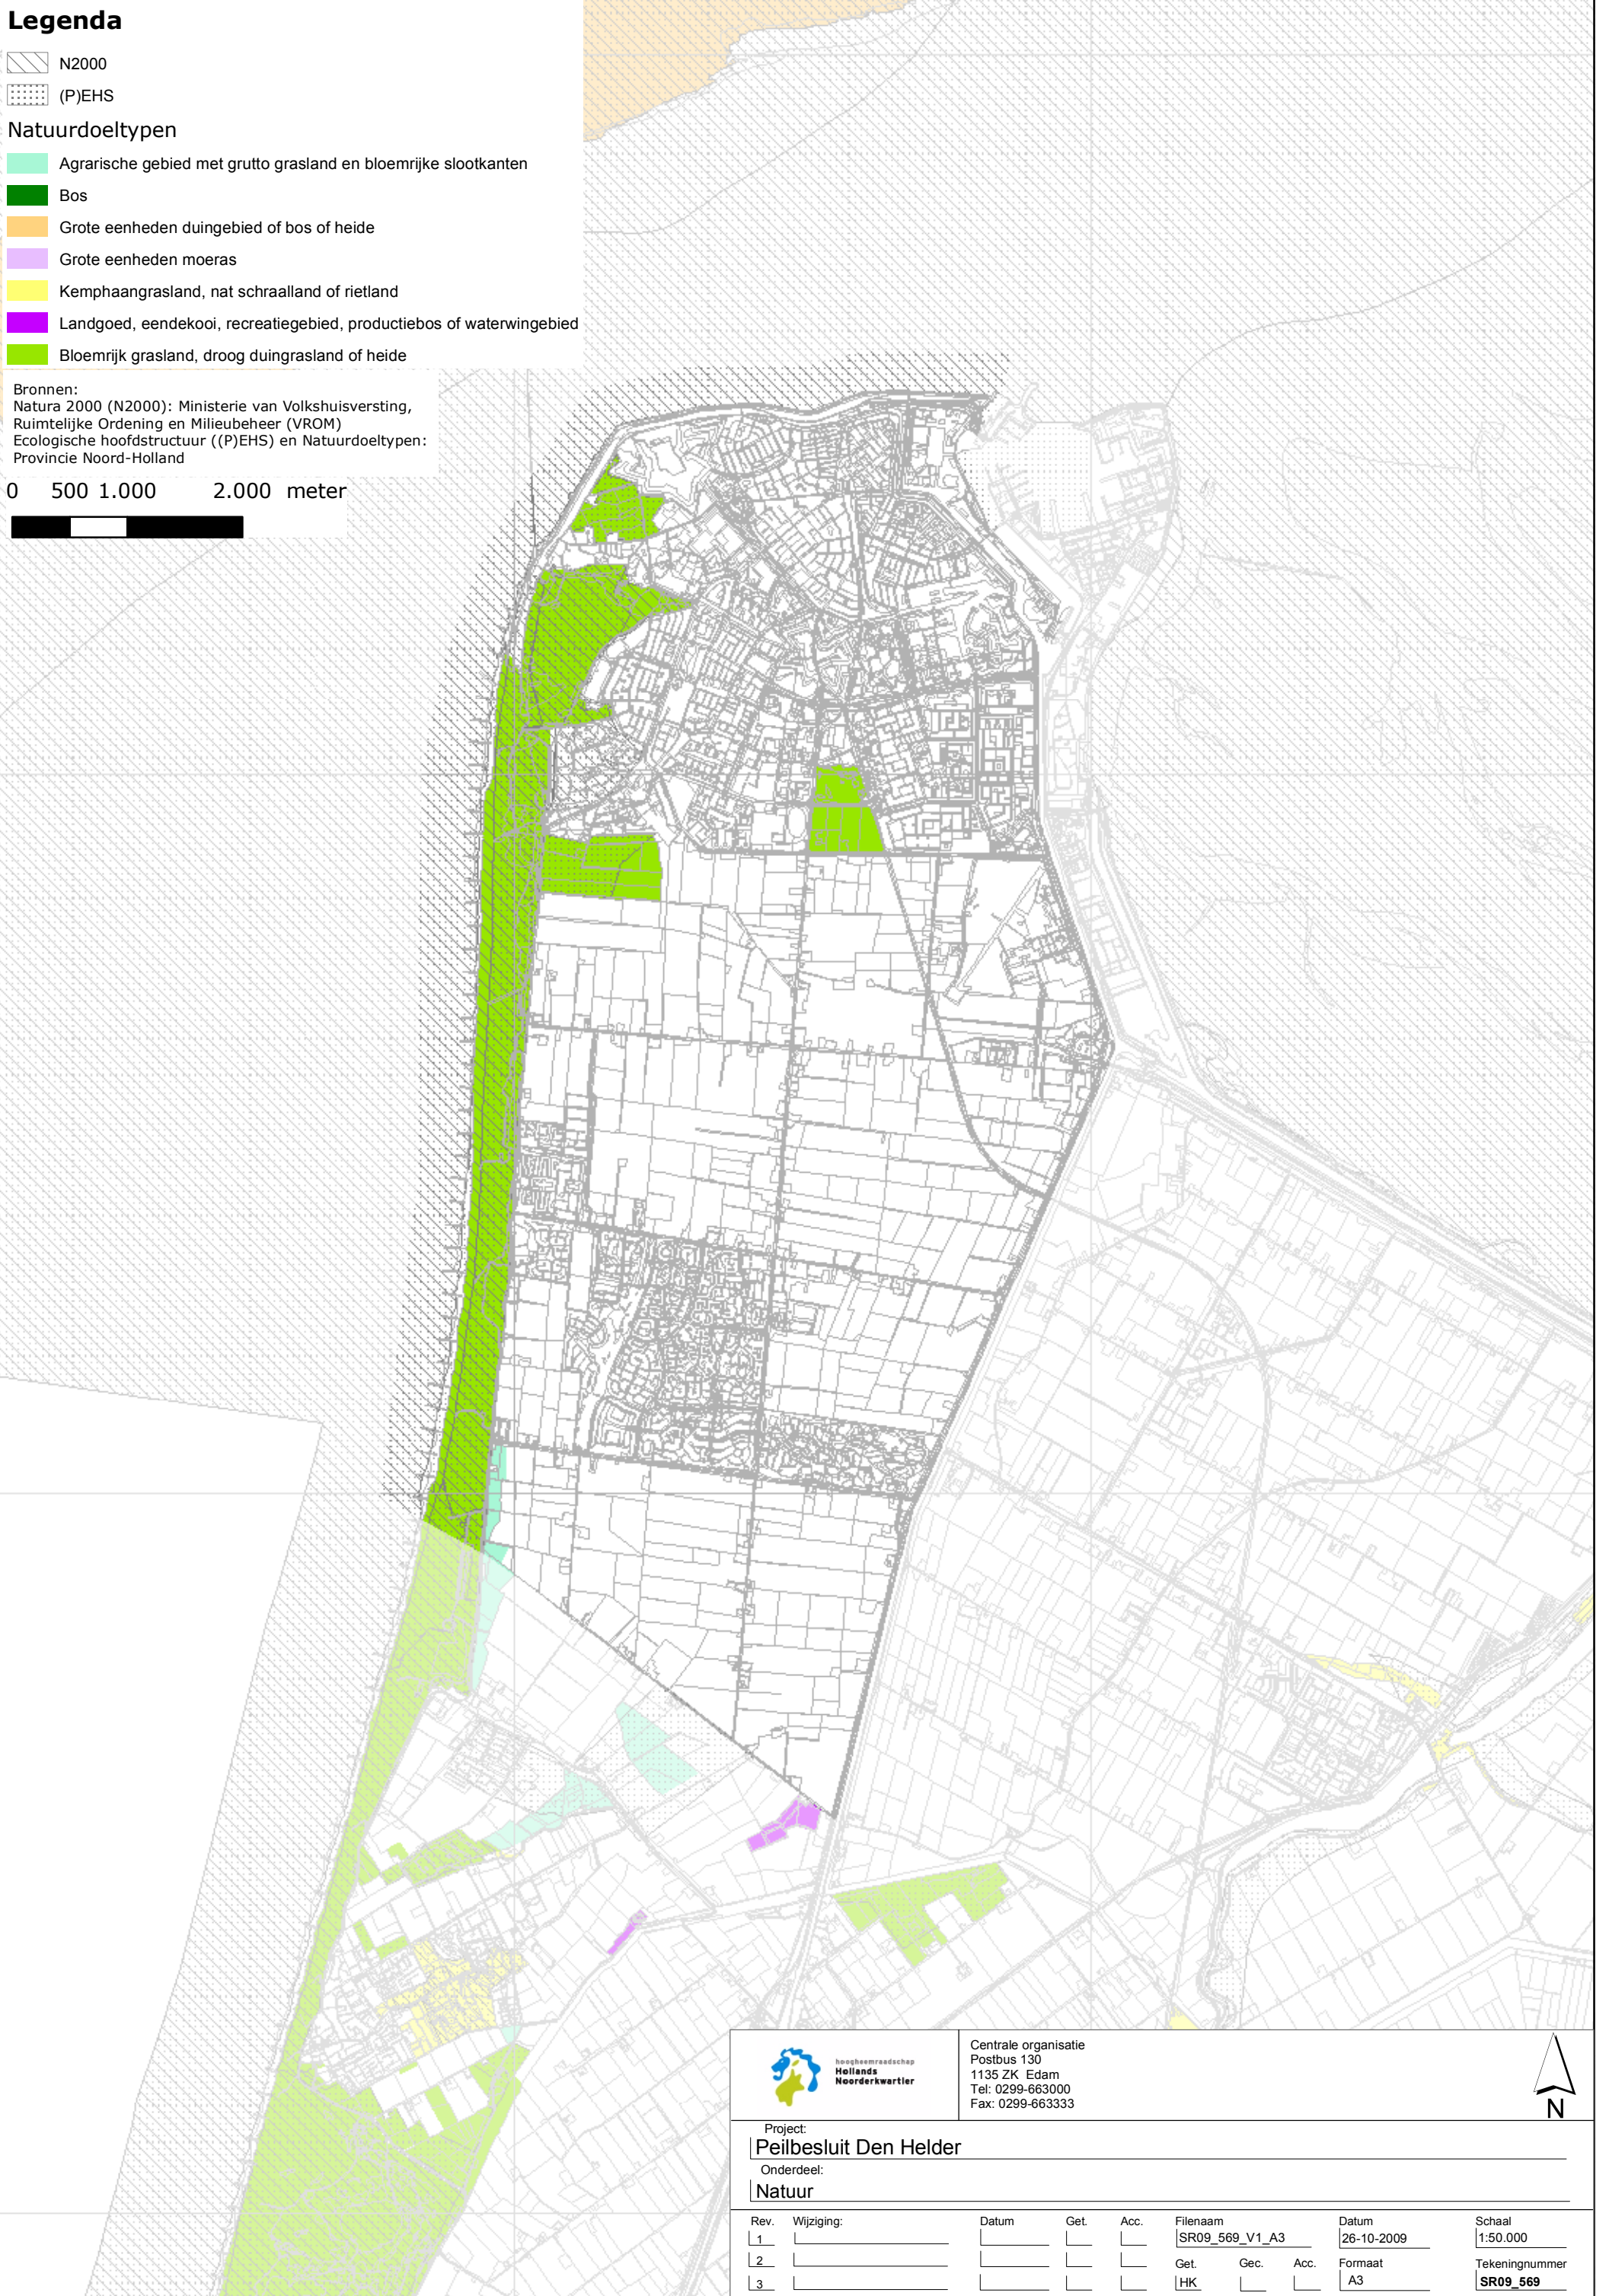 Legenda
N2000
(P)EHS
Natuurdoeltypen
Agrarische gebied met grutto grasland en bloemrijke slootkanten
Bos
Grote eenheden duingebied of bos of heide
Grote eenheden moeras
Kemphaangrasland, nat schraalland of rietland
Landgoed, eendekooi, recreatiegebied, productiebos of waterwingebied
Bloemrijk grasland, droog duingrasland of heide
Bronnen:
Natura 2000 (N2000): Ministerie van Volkshuisversting,
Ruimtelijke Ordening en Milieubeheer (VROM)
Ecologische hoofdstructuur ((P)EHS) en Natuurdoeltypen:
Provincie Noord-Holland
0 500 1.000 2.000 meter
hoogheemraadschap
Hollands
Noorderkwartier
Centrale organisatie
Postbus 130
1135 ZK Edam
Tel: 0299-663000
Fax: 0299-663333
N
Project:
Peilbesluit Den Helder
Onderdeel:
Natuur
Rev. Wijziging: Datum Get. Acc. Filenaam Datum Schaal
1 SR09_569_V1_A3 26-10-2009 1:50.000
2 Get. Gec. Acc. Formaat Tekeningnummer
3 HK A3 SR09_569